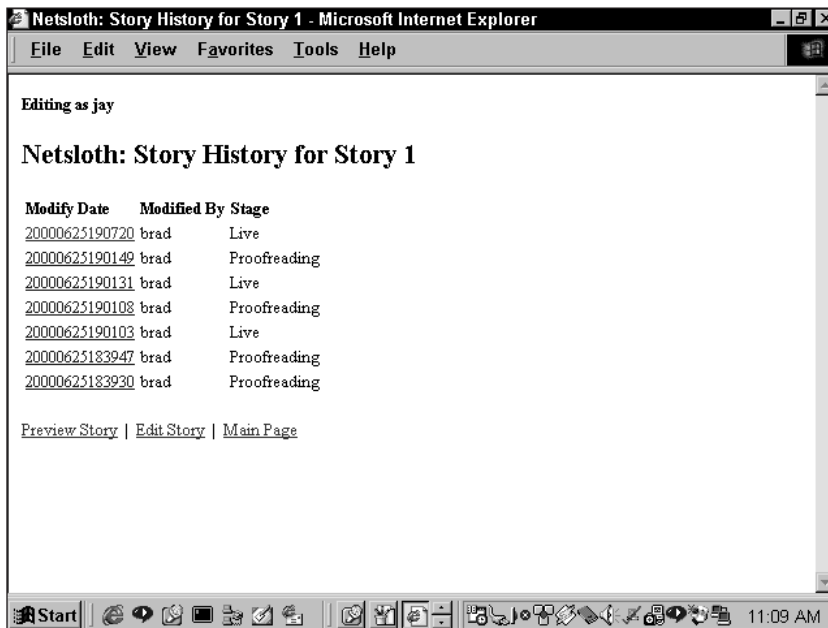 Netsloth: Story History for Story 1 - Microsoft Internet Explorer
File Edit View Favorites Tools Help
Editing as jay
Netsloth: Story History for Story 1
Modify Date Modified By Stage
20000625190720 brad Live
20000625190149 brad Proofreading
20000625190131 brad Live
20000625190108 brad Proofreading
20000625190103 brad Live
20000625183947 brad Proofreading
20000625183930 brad Proofreading
Preview Story | Edit Story | Main Page
Start 11:09 AM